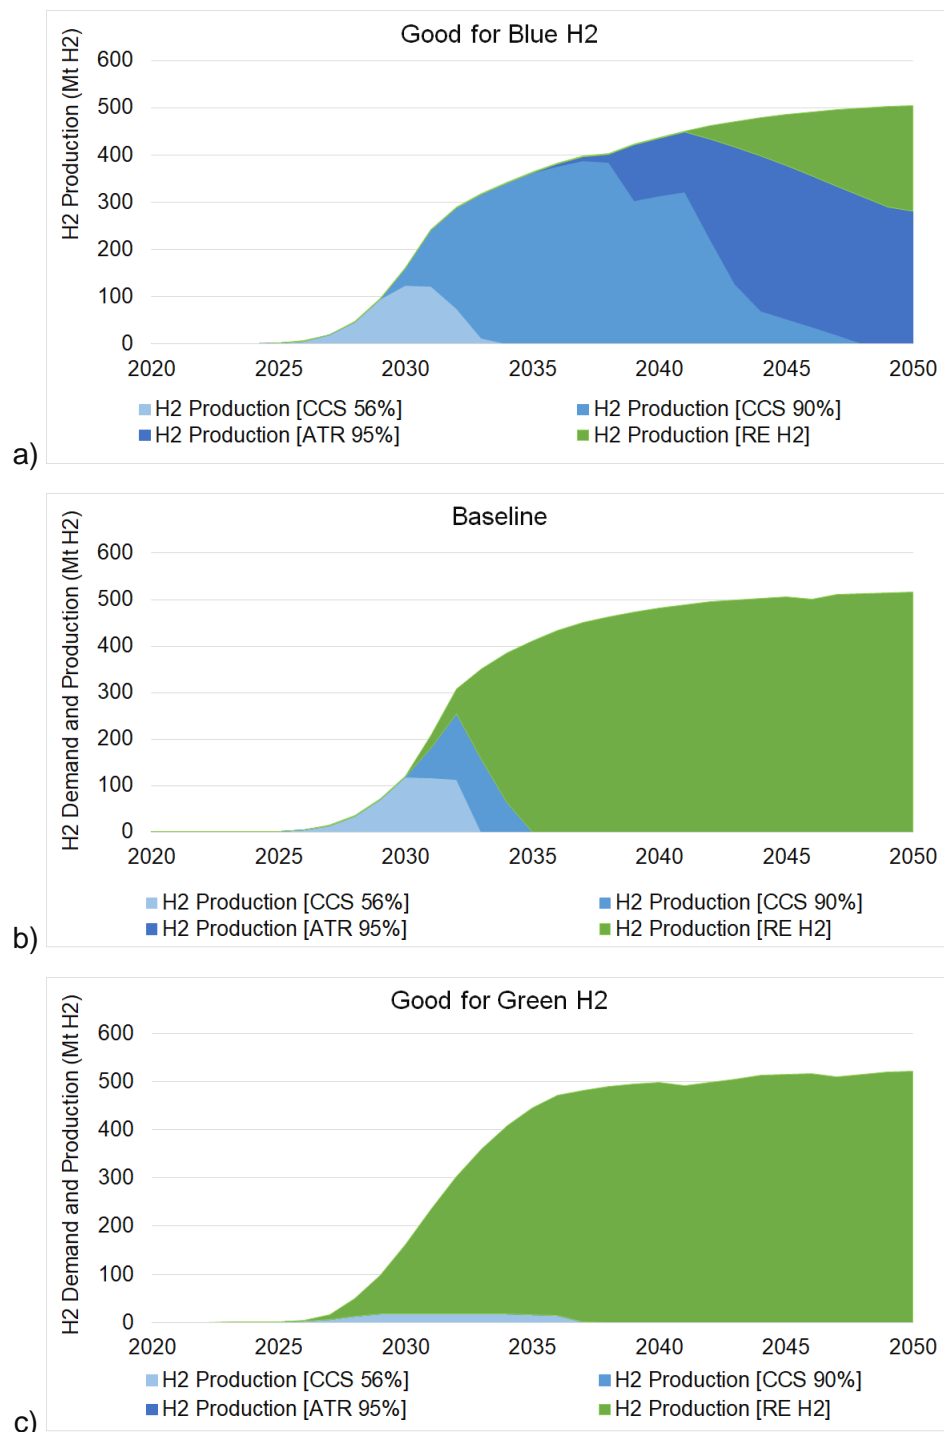 Good for Blue H2
H2 Production (Mt H2)
600
500
400
300
200
100
0
2020 2025 2030 2035 2040 2045 2050
H2 Production [CCS 56%] H2 Production [CCS 90%]
H2 Production [ATR 95%] H2 Production [RE H2]
a)
Baseline
H2 Demand and Production (Mt H2)
600
500
400
300
200
100
0
2020 2025 2030 2035 2040 2045 2050
H2 Production [CCS 56%] H2 Production [CCS 90%]
H2 Production [ATR 95%] H2 Production [RE H2]
b)
Good for Green H2
H2 Demand and Production (Mt H2)
600
500
400
300
200
100
0
2020 2025 2030 2035 2040 2045 2050
H2 Production [CCS 56%] H2 Production [CCS 90%]
H2 Production [ATR 95%] H2 Production [RE H2]
c)